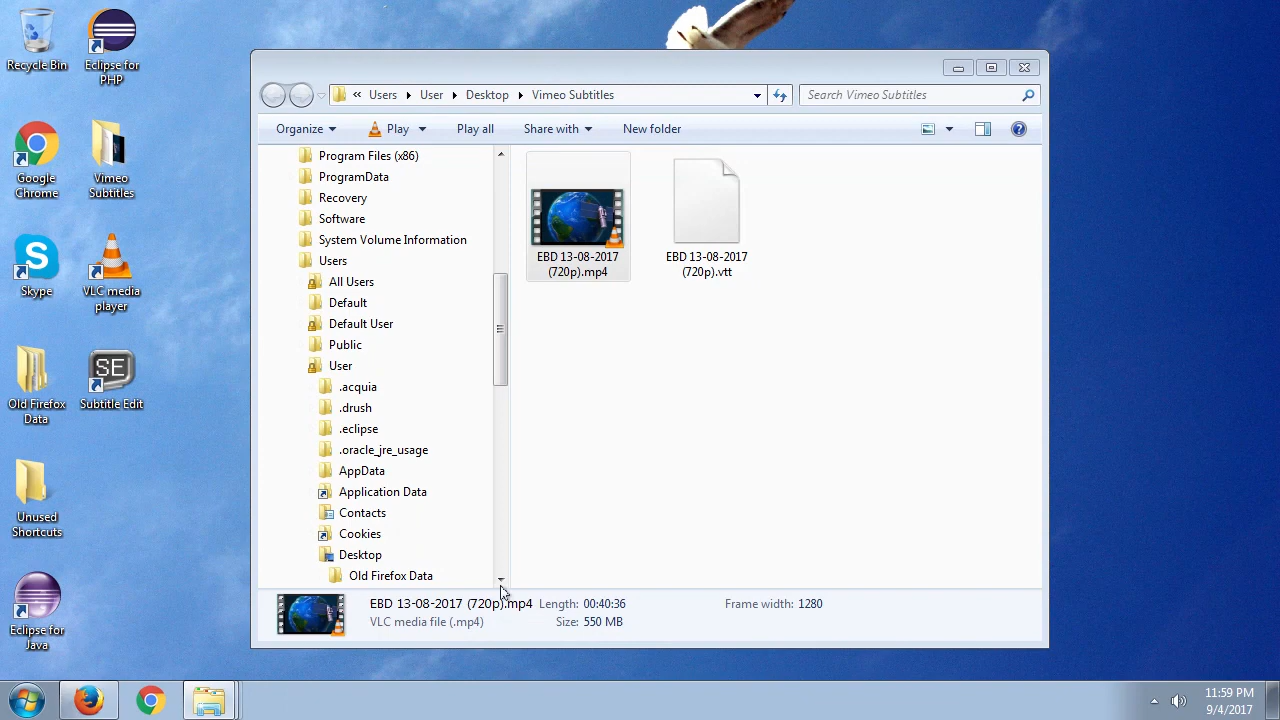 Recycle Bin
Eclipse for
PHP
Google
Chrome
Vimeo
Subtitles
Skype
VLC media
player
Old Firefox
Data
SE
Subtitle Edit
Unused
Shortcuts
Eclipse for
Java
« Users User Desktop Vimeo Subtitles
Search Vimeo Subtitles
Organize Play Play all Share with New folder
Program Files (x86)
ProgramData
Recovery
Software
System Volume Information
Users
All Users
Default
Default User
Public
User
.acquia
.drush
.eclipse
.oracle_jre_usage
AppData
Application Data
Contacts
Cookies
Desktop
Old Firefox Data
EBD 13-08-2017
(720p).mp4
EBD 13-08-2017
(720p).vtt
EBD 13-08-2017 (720p).mp4 Length: 00:40:36 Frame width: 1280
VLC media file (.mp4) Size: 550 MB
11:59 PM
9/4/2017